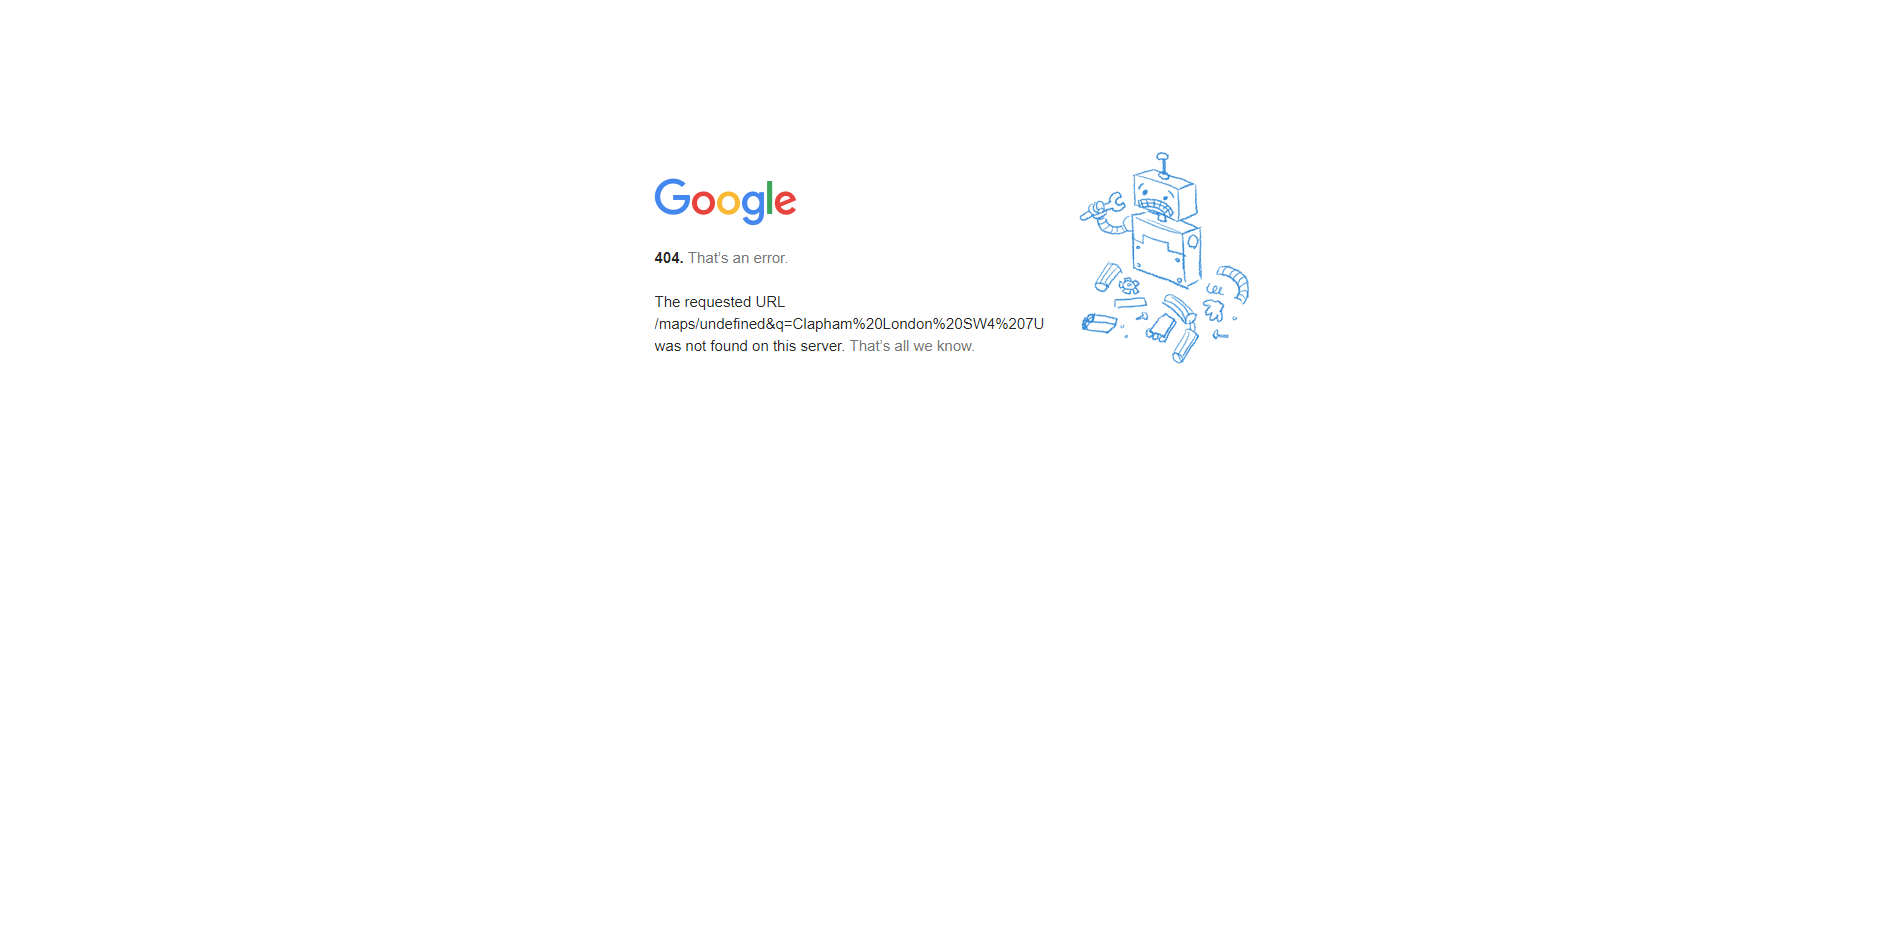 Google
404. That's an error.
The requested URL
/maps/undefined&q=Clapham%20London%20SW4%207U
was not found on this server. That's all we know.